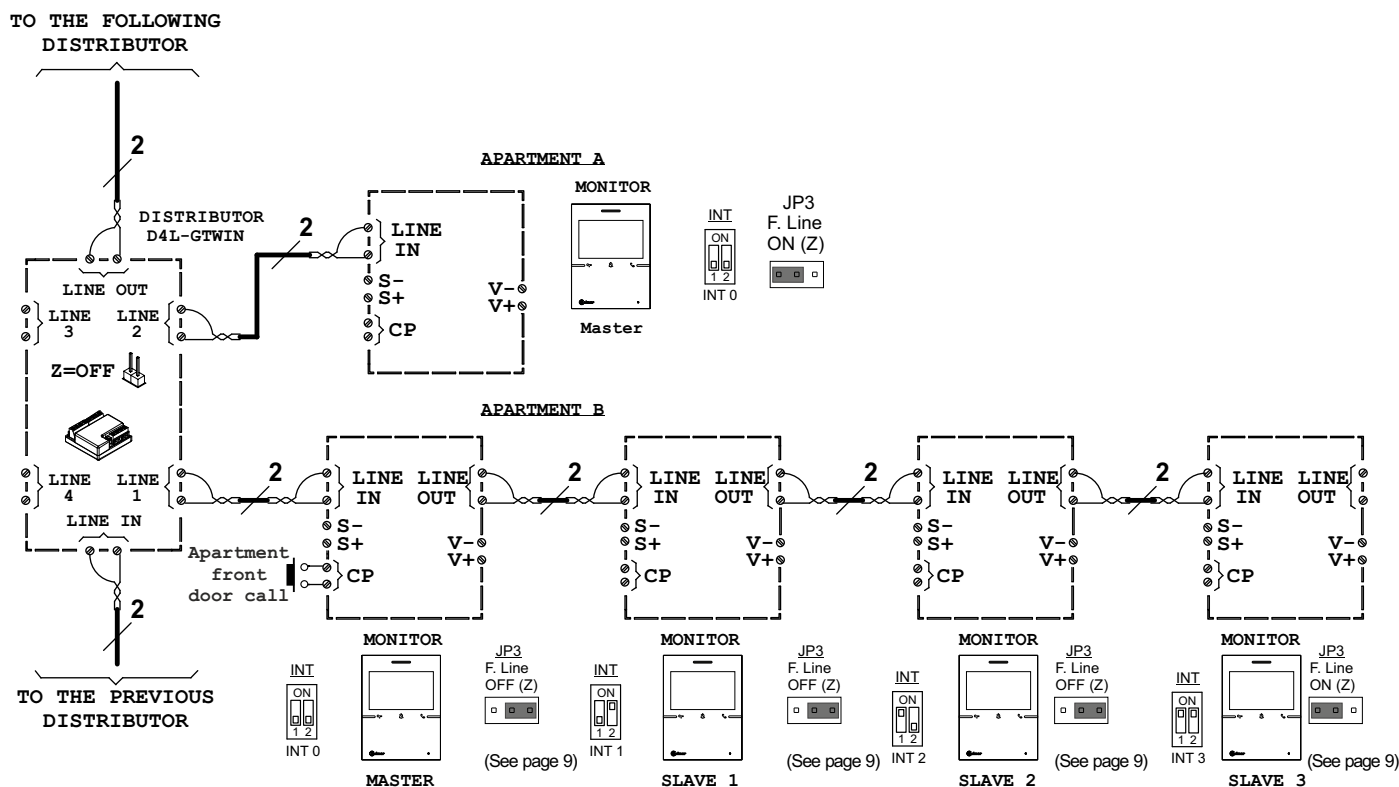 TO THE FOLLOWING
DISTRIBUTOR
2
DISTRIBUTOR
D4L-GTWIN
LINE OUT
LINE
3
LINE
2
Z=OFF
LINE
4
LINE
1
LINE IN
2
TO THE PREVIOUS
DISTRIBUTOR
2
APARTMENT A
LINE
IN
S-
S+
CP
V-
V+
MONITOR
Master
INT
ON
1 2
INT 0
JP3
F. Line
ON (Z)
APARTMENT B
2
LINE
IN
LINE
OUT
S-
S+
V-
V+
CP
Apartment
front
door call
2
LINE
IN
LINE
OUT
S-
S+
V-
V+
CP
2
LINE
IN
LINE
OUT
S-
S+
V-
V+
CP
2
LINE
IN
LINE
OUT
S-
S+
V-
V+
CP
INT
ON
1 2
INT 0
MONITOR
MASTER
JP3
F. Line
OFF (Z)
(See page 9)
INT
ON
1 2
INT 1
MONITOR
SLAVE 1
JP3
F. Line
OFF (Z)
(See page 9)
INT
ON
1 2
INT 2
MONITOR
SLAVE 2
JP3
F. Line
OFF (Z)
(See page 9)
INT
ON
1 2
INT 3
MONITOR
SLAVE 3
JP3
F. Line
ON (Z)
(See page 9)